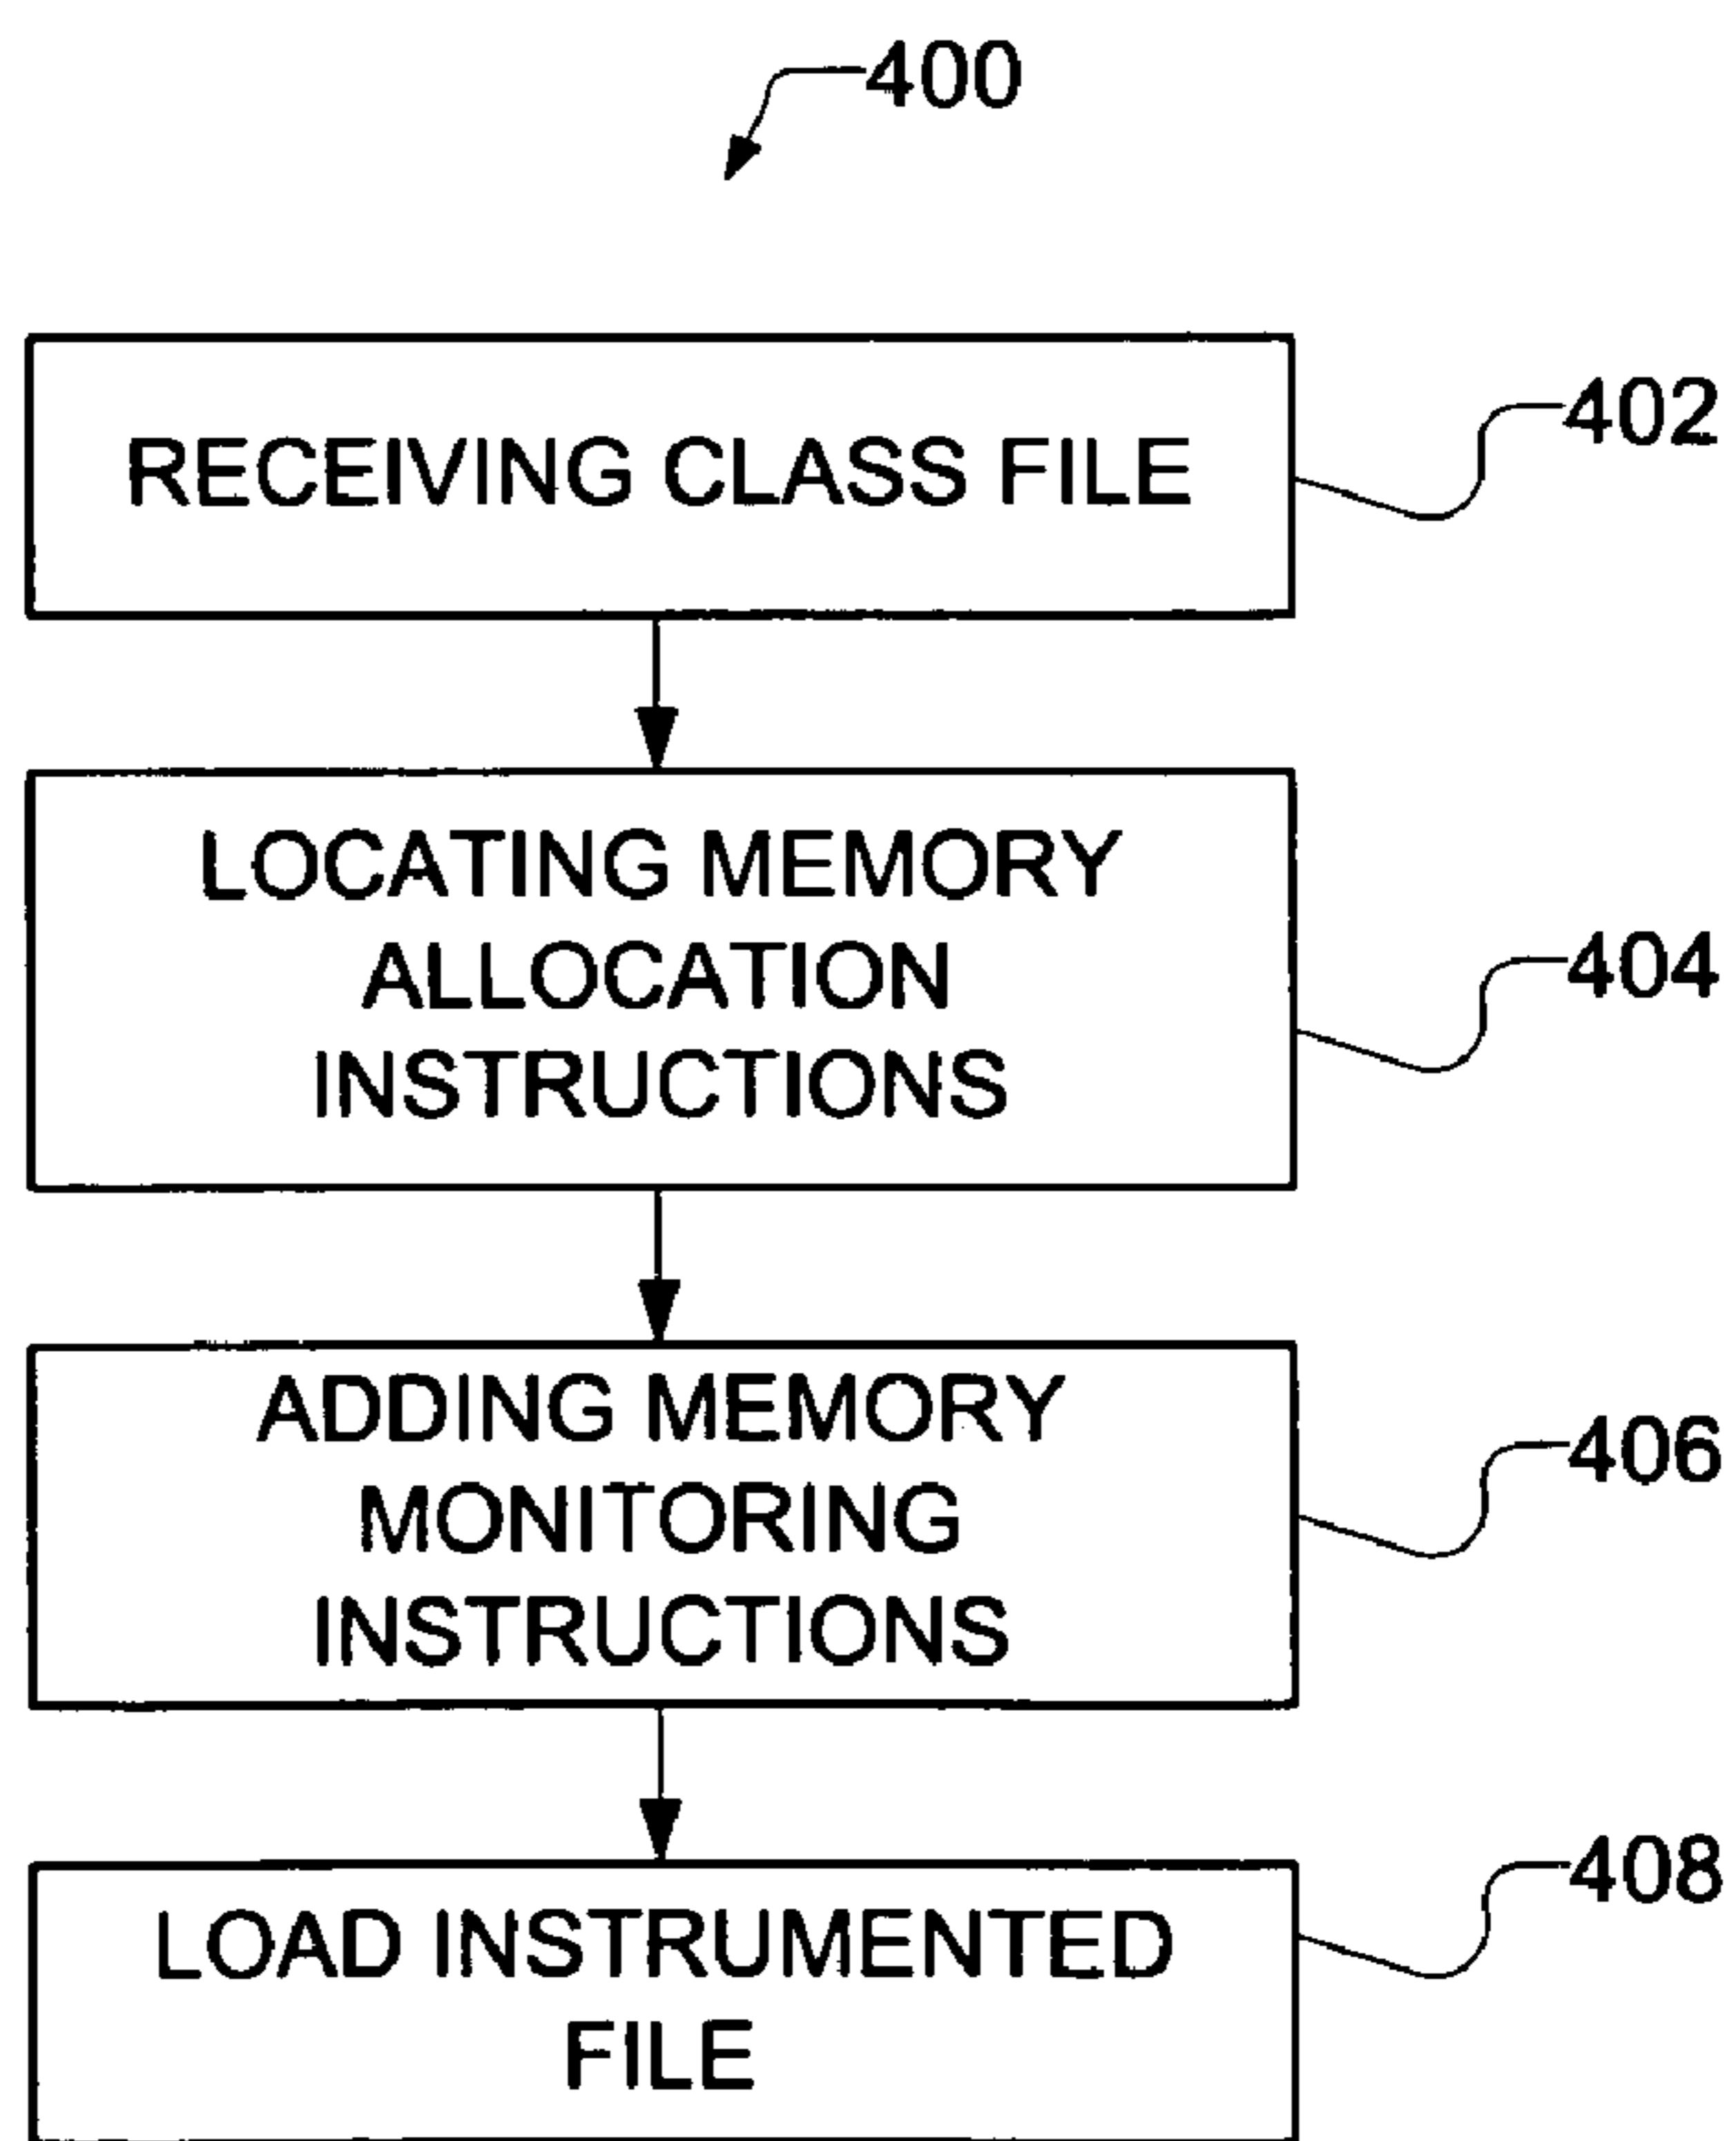 400
RECEIVING CLASS FILE
402
LOCATING MEMORY
ALLOCATION
INSTRUCTIONS
404
ADDING MEMORY
MONITORING
INSTRUCTIONS
406
LOAD INSTRUMENTED
FILE
408